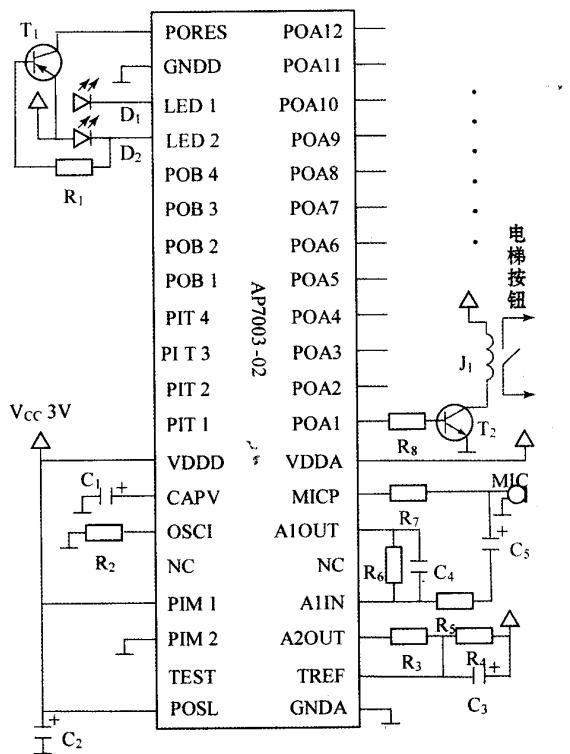 T1
PORES POA12
GNDD POA11
LED 1 POA10
D1
LED 2 POA9
D2
POB 4 POA8
R1
POB 3 POA7
POB 2 POA6
POB 1 POA5
电梯按钮
AP7003-02
PIT 4 POA4
PIT 3 POA3
J1
PIT 2 POA2
PIT 1 POA1
VCC 3V
R8
T2
VDDD VDDA
C1
+
CAPV MICP
MIC
OSCI A1OUT
R7
+
R2
C5
NC NC
R6
C4
PIM 1 A1IN
R5
PIM 2 A2OUT
R3
R4
+
TEST TREF
C3
POSL GNDA
+
C2